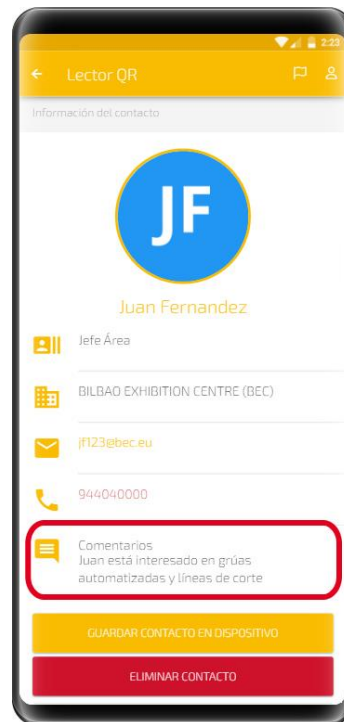 2:23
Lector QR
Información del contacto
JF
Juan Fernandez
Jefe Área
BILBAO EXHIBITION CENTRE (BEC)
jf123@bec.eu
944040000
Comentarios
Juan está interesado en grúas
automatizadas y líneas de corte
GUARDAR CONTACTO EN DISPOSITIVO
ELIMINAR CONTACTO